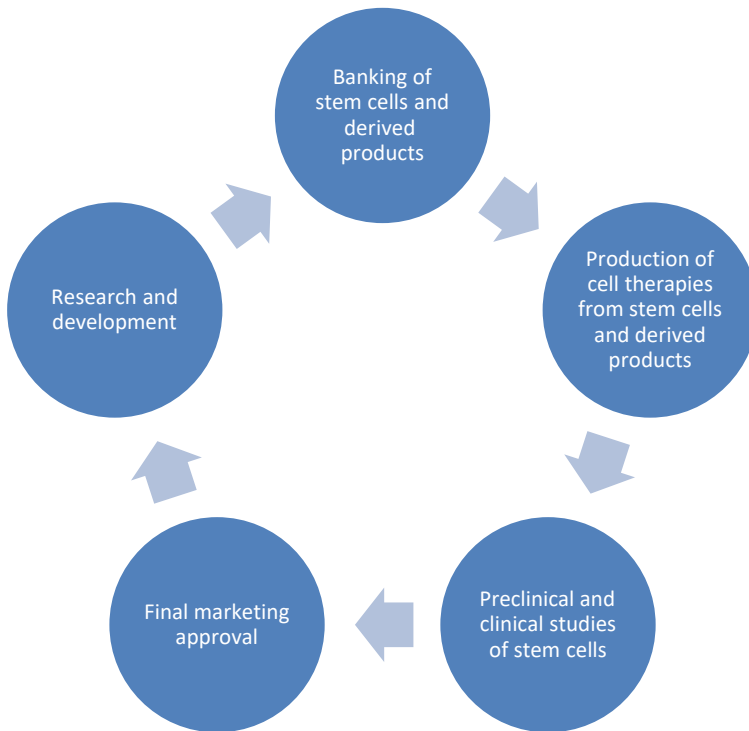 Banking of
stem cells and
derived
products
Production of
cell therapies
from stem cells
and derived
products
Preclinical and
clinical studies
of stem cells
Final marketing
approval
Research and
development